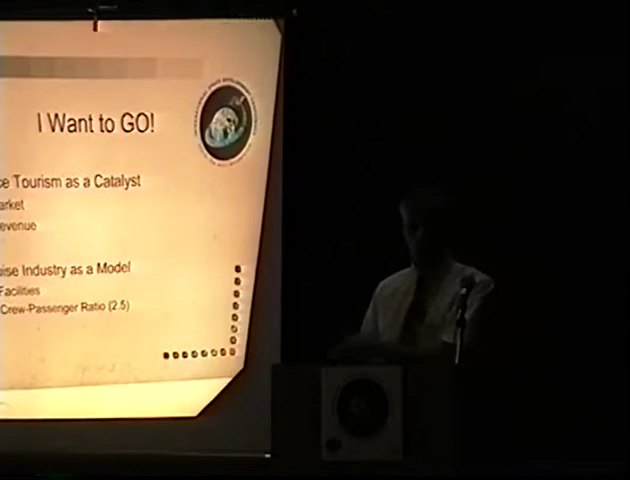 I Want to GO!
ce Tourism as a Catalyst
arket
evenue
ise Industry as a Model
Facilities
Crew-Passenger Ratio (2.5)